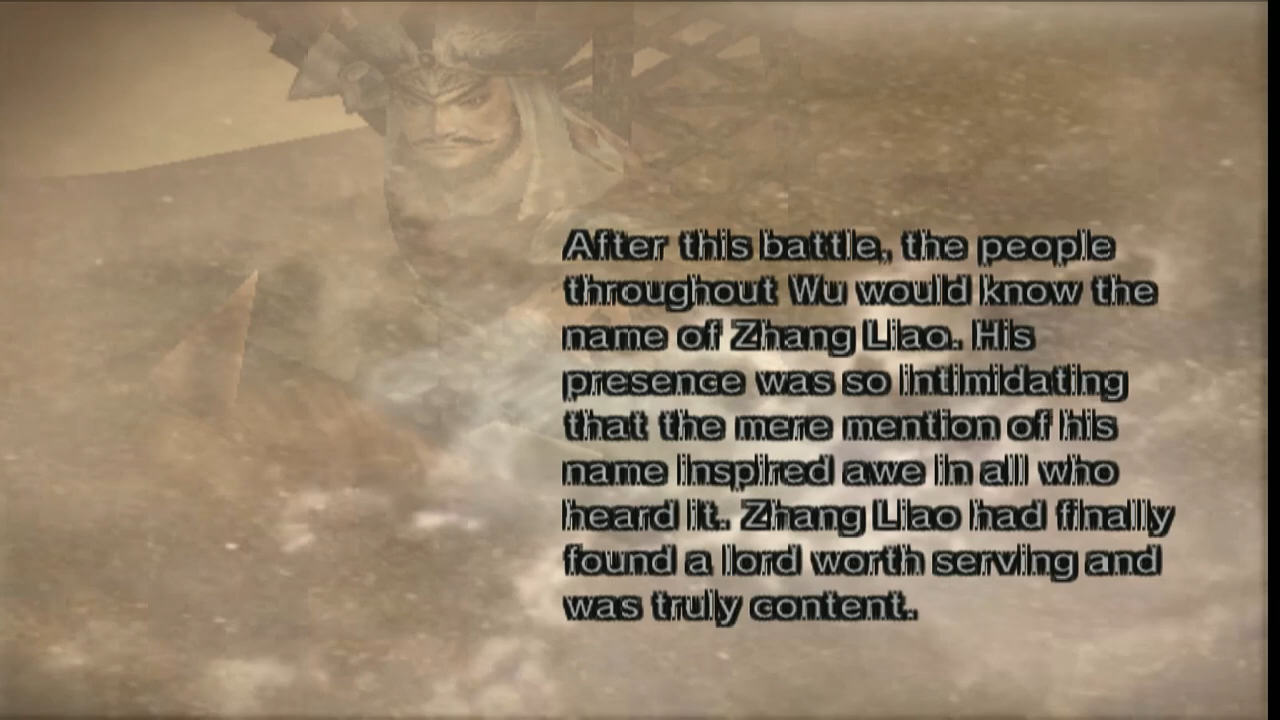 After this battle, the people
throughout Wu would know the
name of Zhang Liao. His
presence was so intimidating
that the mere mention of his
name inspired awe in all who
heard it. Zhang Liao had finally
found a lord worth serving and
was truly content.